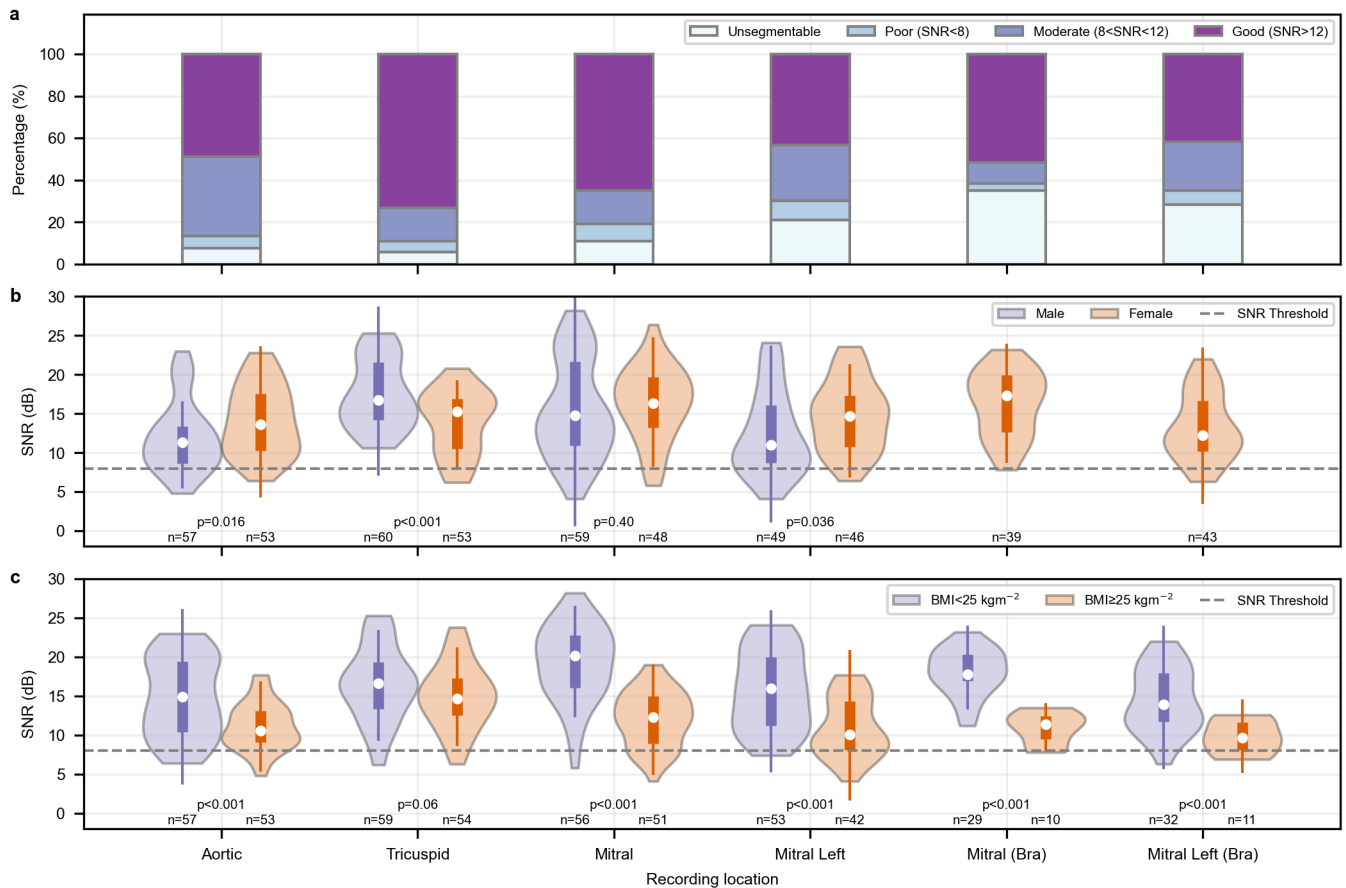 a
Unsegmentable Poor (SNR<8) Moderate (8<SNR<12) Good (SNR>12)
Percentage (%)
100
80
60
40
20
0
b
Male Female SNR Threshold
SNR (dB)
30
25
20
15
10
5
0
p=0.016 p<0.001 p=0.40 p=0.036
n=57 n=53 n=60 n=53 n=59 n=48 n=49 n=46 n=39 n=43
c
BMI<25 kgm⁻² BMI≥25 kgm⁻² SNR Threshold
SNR (dB)
30
25
20
15
10
5
0
p<0.001 p=0.06 p<0.001 p<0.001 p<0.001 p<0.001
n=57 n=53 n=59 n=54 n=56 n=51 n=53 n=42 n=29 n=10 n=32 n=11
Aortic Tricuspid Mitral Mitral Left Mitral (Bra) Mitral Left (Bra)
Recording location